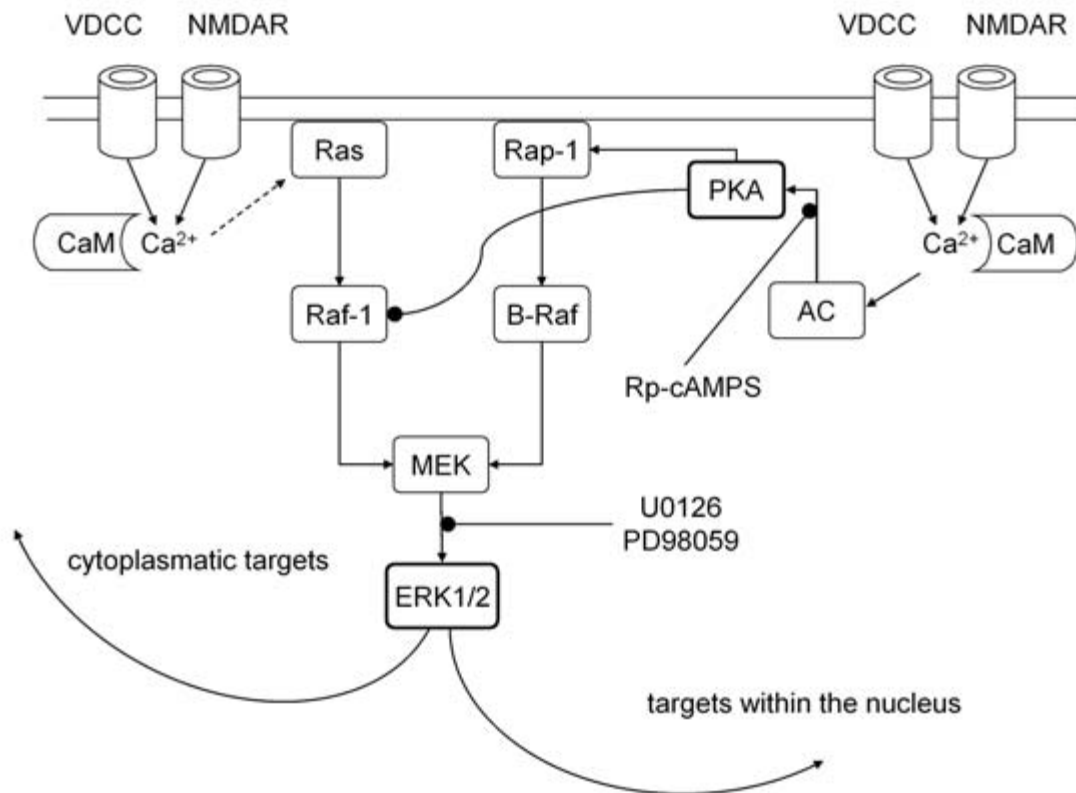 VDCC NMDAR VDCC NMDAR
Ras Rap-1
PKA
CaM Ca²⁺ Ca²⁺ CaM
Raf-1 B-Raf AC
Rp-cAMPS
MEK
U0126
PD98059
cytoplasmatic targets
ERK1/2
targets within the nucleus